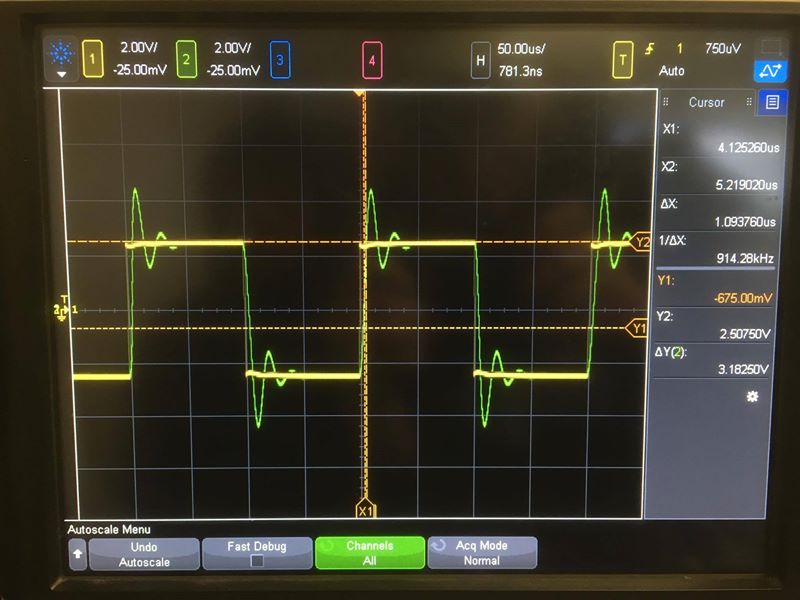 1 2.00V/ 2 2.00V/ 3 4 H 50.00us/ T 1 750uV
-25.00mV -25.00mV 781.3ns Auto
Cursor
X1:
4.125260us
X2:
5.219020us
ΔX:
1.093760us
1/ΔX:
914.28kHz
Y1:
-675.00mV
Y2:
2.50750V
ΔY(2):
3.18250V
Y2
T
1
Y1
X1
Autoscale Menu
Undo
Autoscale
Fast Debug
Channels
All
Acq Mode
Normal